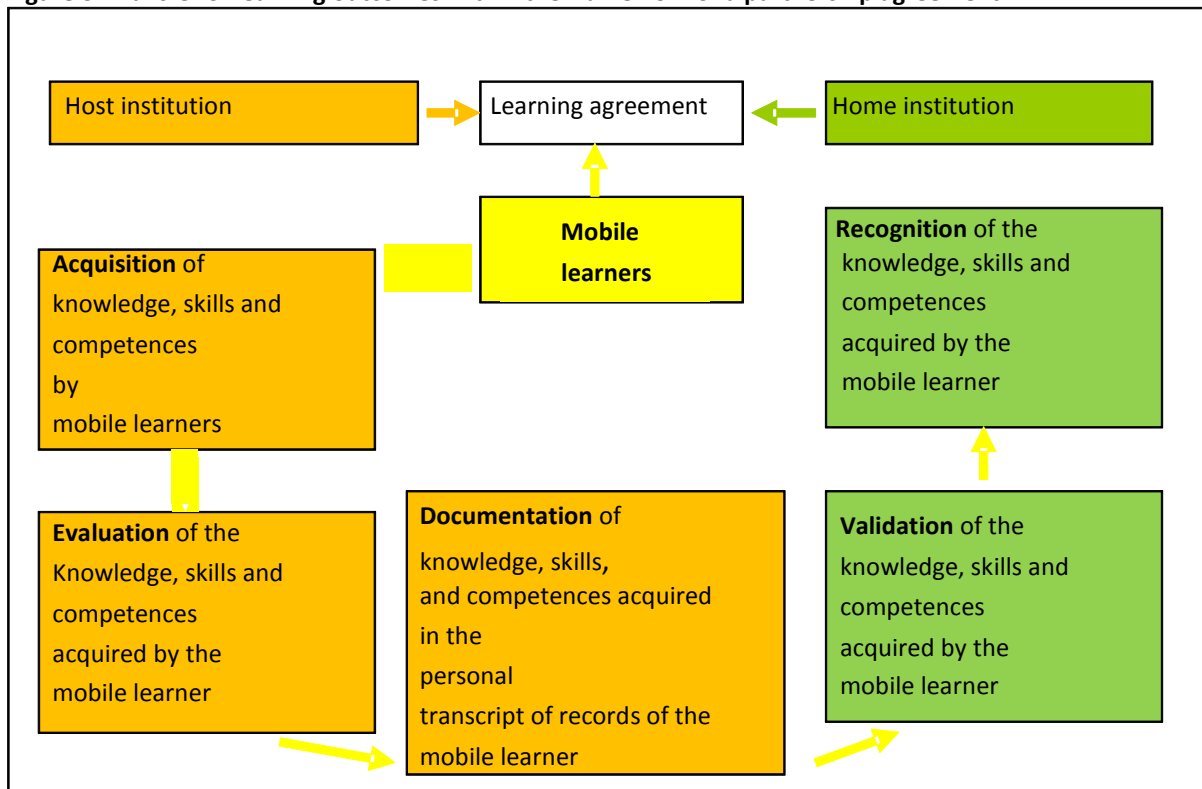 Host institution
Learning agreement
Home institution
Mobile
learners
Acquisition of
knowledge, skills and
competences
by
mobile learners
Recognition of the
knowledge, skills and
competences
acquired by the
mobile learner
Evaluation of the
Knowledge, skills and
competences
acquired by the
mobile learner
Documentation of
knowledge, skills,
and competences acquired
in the
personal
transcript of records of the
mobile learner
Validation of the
knowledge, skills and
competences
acquired by the
mobile learner